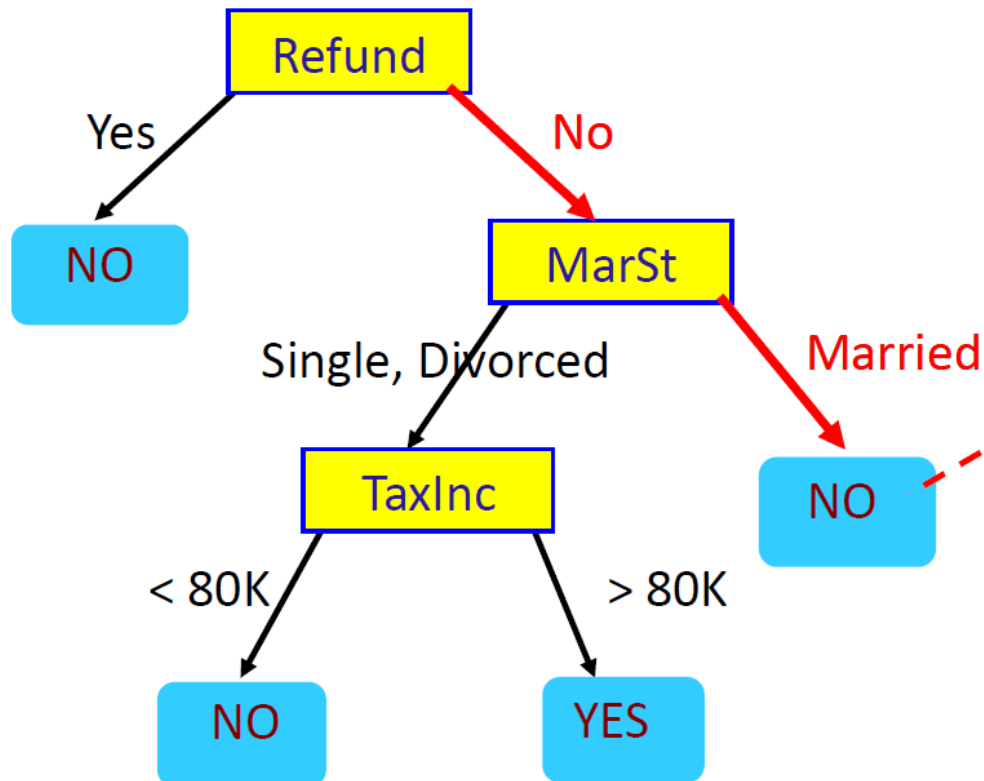 Refund
Yes
No
NO
MarSt
Single, Divorced
Married
TaxInc
NO
< 80K
> 80K
NO
YES